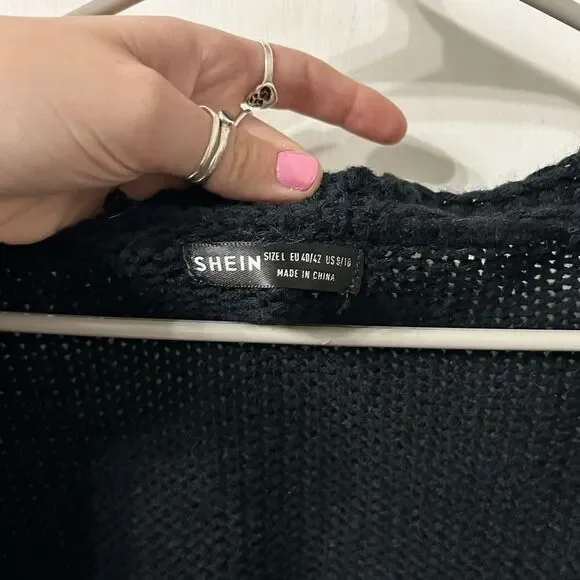 SHEIN
SIZE L EU 40/42 US 8/10
MADE IN CHINA